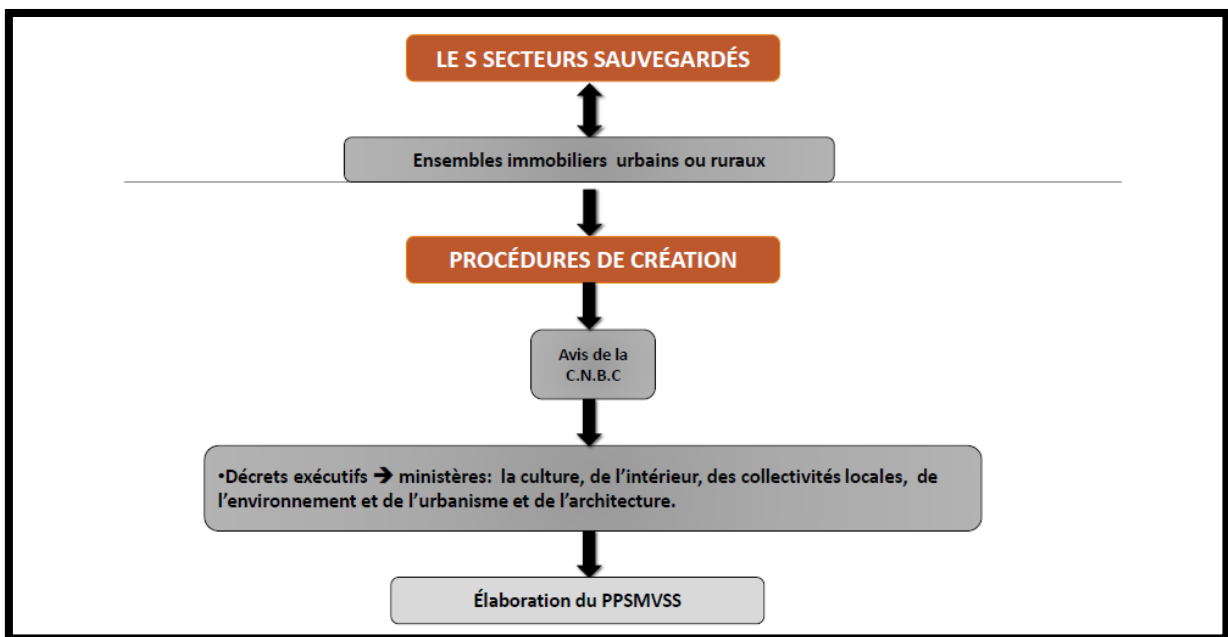 LE S SECTEURS SAUVEGARDÉS
Ensembles immobiliers urbains ou ruraux
PROCÉDURES DE CRÉATION
Avis de la
C.N.B.C
•Décrets exécutifs ➔ ministères: la culture, de l’intérieur, des collectivités locales, de
l’environnement et de l’urbanisme et de l’architecture.
Élaboration du PPSMVSS